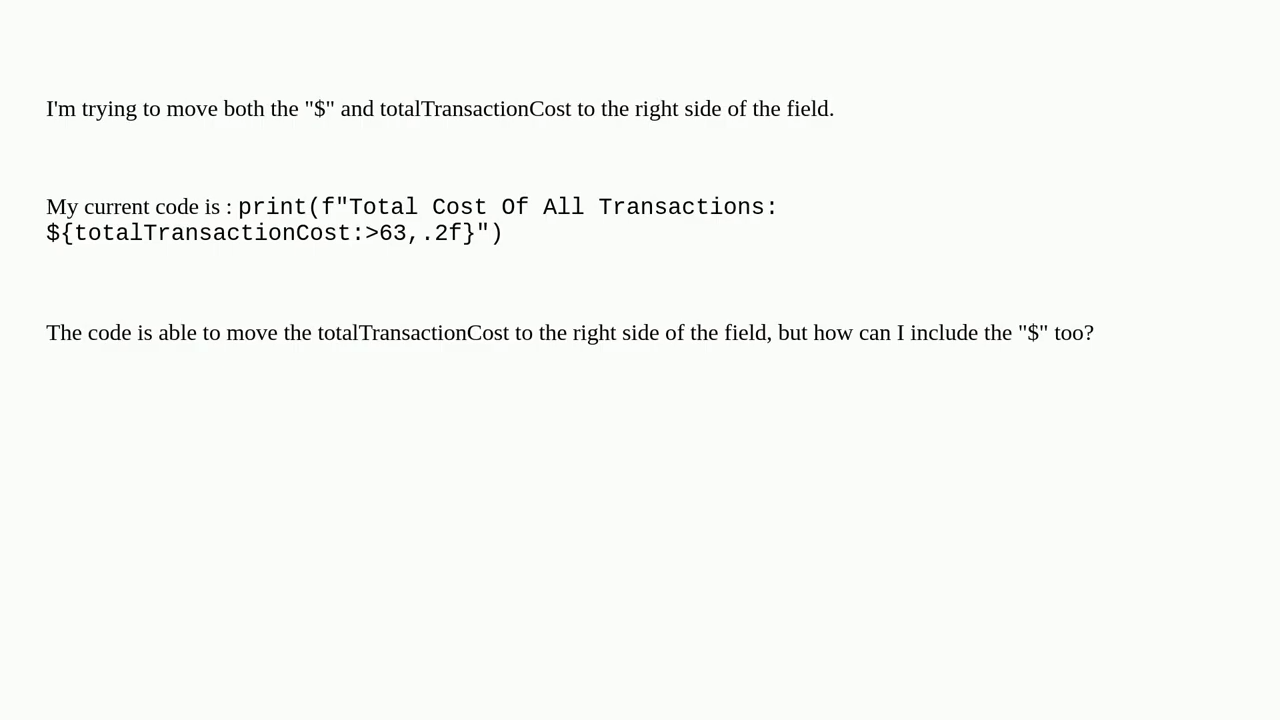 I'm trying to move both the "$" and totalTransactionCost to the right side of the field.
My current code is : print(f"Total Cost Of All Transactions:
${totalTransactionCost:>63,.2f}")
The code is able to move the totalTransactionCost to the right side of the field, but how can I include the "$" too?